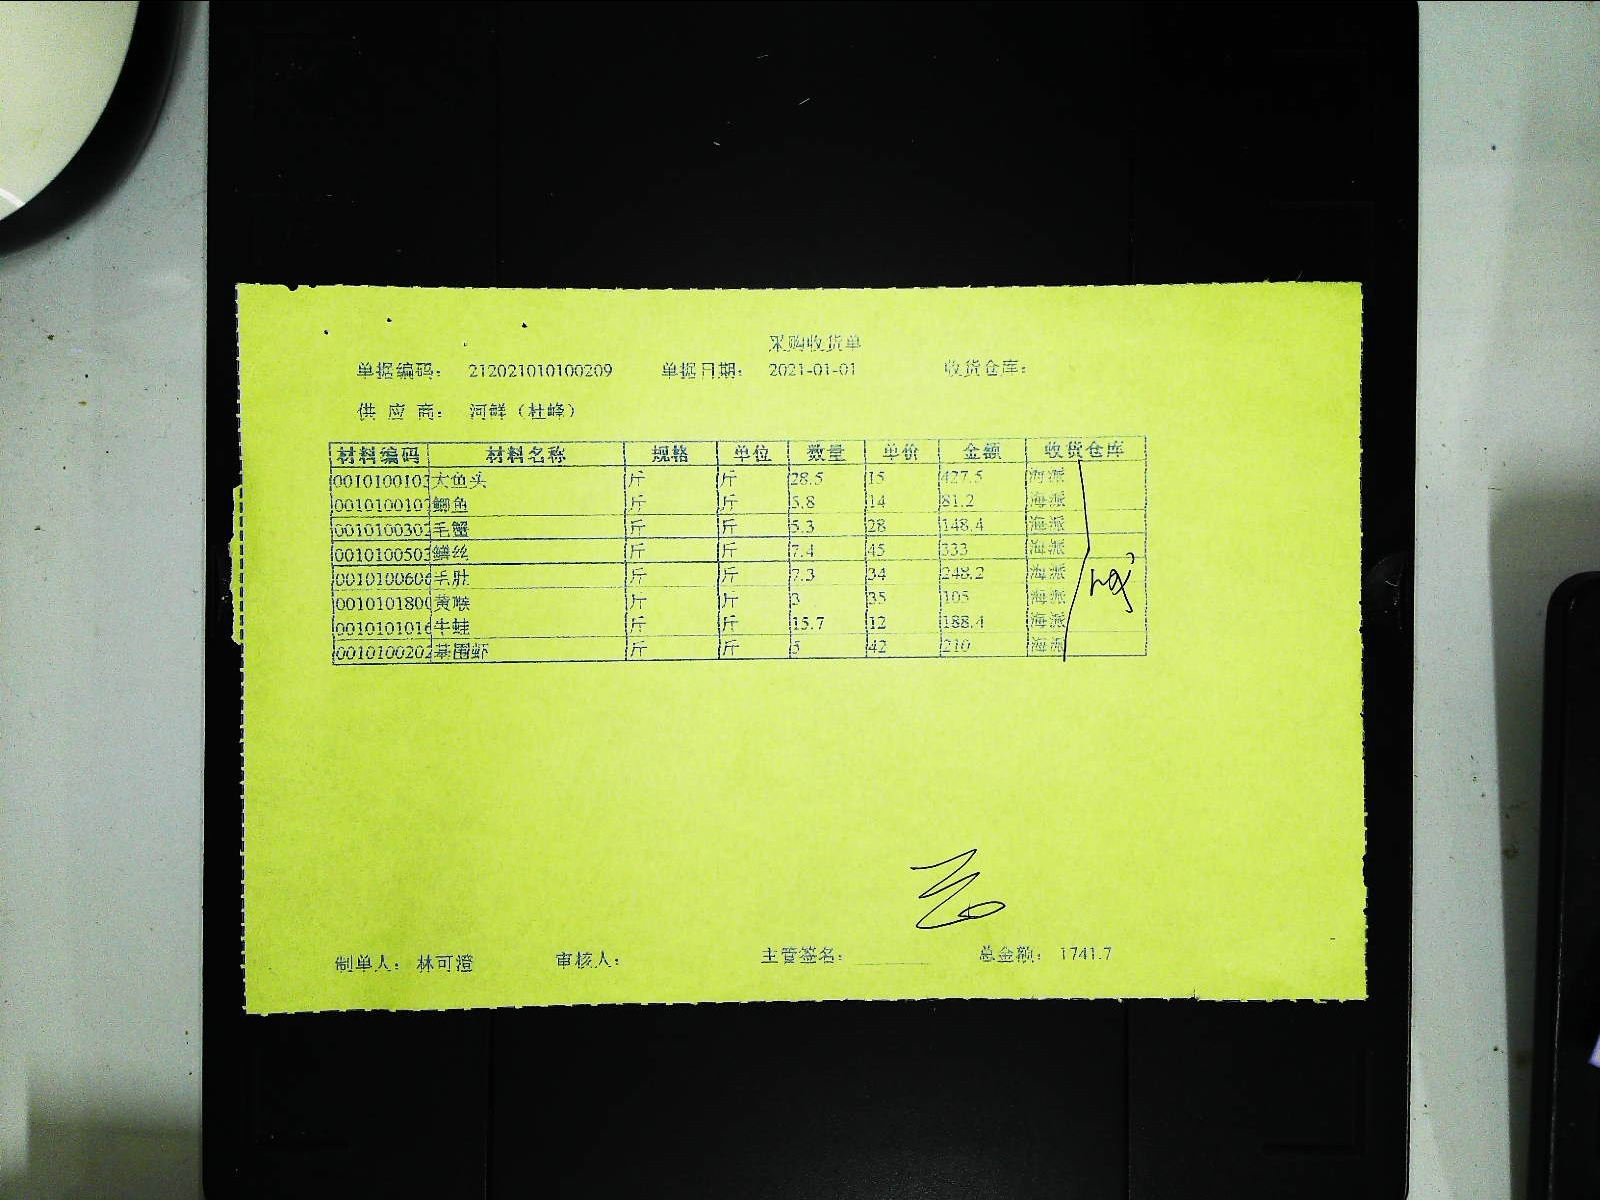 采购收货单
单据编码: 212021010100209 单据日期: 2021-01-01 收货仓库:
供 应 商: 河鲜（杜峰）
材料编码 材料名称 规格 单位 数量 单价 金额 收货仓库
0010100103 大鱼头 斤 斤 28.5 15 427.5 海派
0010100107 鲫鱼 斤 斤 5.8 14 81.2 海派
0010100302 毛蟹 斤 斤 5.3 28 148.4 海派
0010100503 鳝丝 斤 斤 7.4 45 333 海派
0010100606 毛肚 斤 斤 7.3 34 248.2 海派
0010101800 黄喉 斤 斤 3 35 105 海派
0010101016 牛蛙 斤 斤 15.7 12 188.4 海派
0010100202 基围虾 斤 斤 5 42 210 海派
制单人: 林可澄 审核人: 主管签名: 总金额: 1741.7